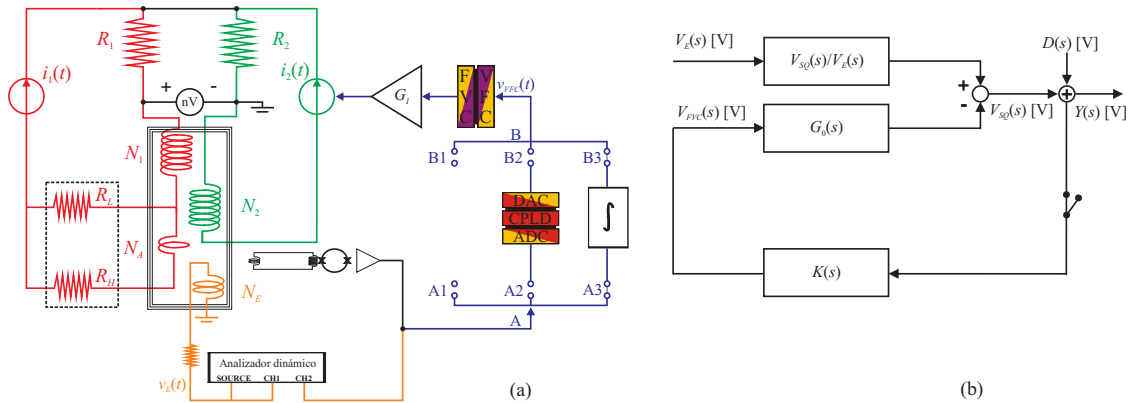 R1
R2
i1(t)
i2(t)
+
-
nV
G1
F
V
C
V
F
C
vVFC(t)
B
B1
B2
B3
N1
N2
RL
NA
RH
NE
DAC
CPLD
ADC
∫
A1
A2
A3
A
vE(t)
Analizador dinámico
SOURCE CH1 CH2
(a)
VE(s) [V]
VSQ(s)/VE(s)
D(s) [V]
+
-
+
VFVC(s) [V]
G0(s)
VSQ(s) [V]
Y(s) [V]
K(s)
(b)